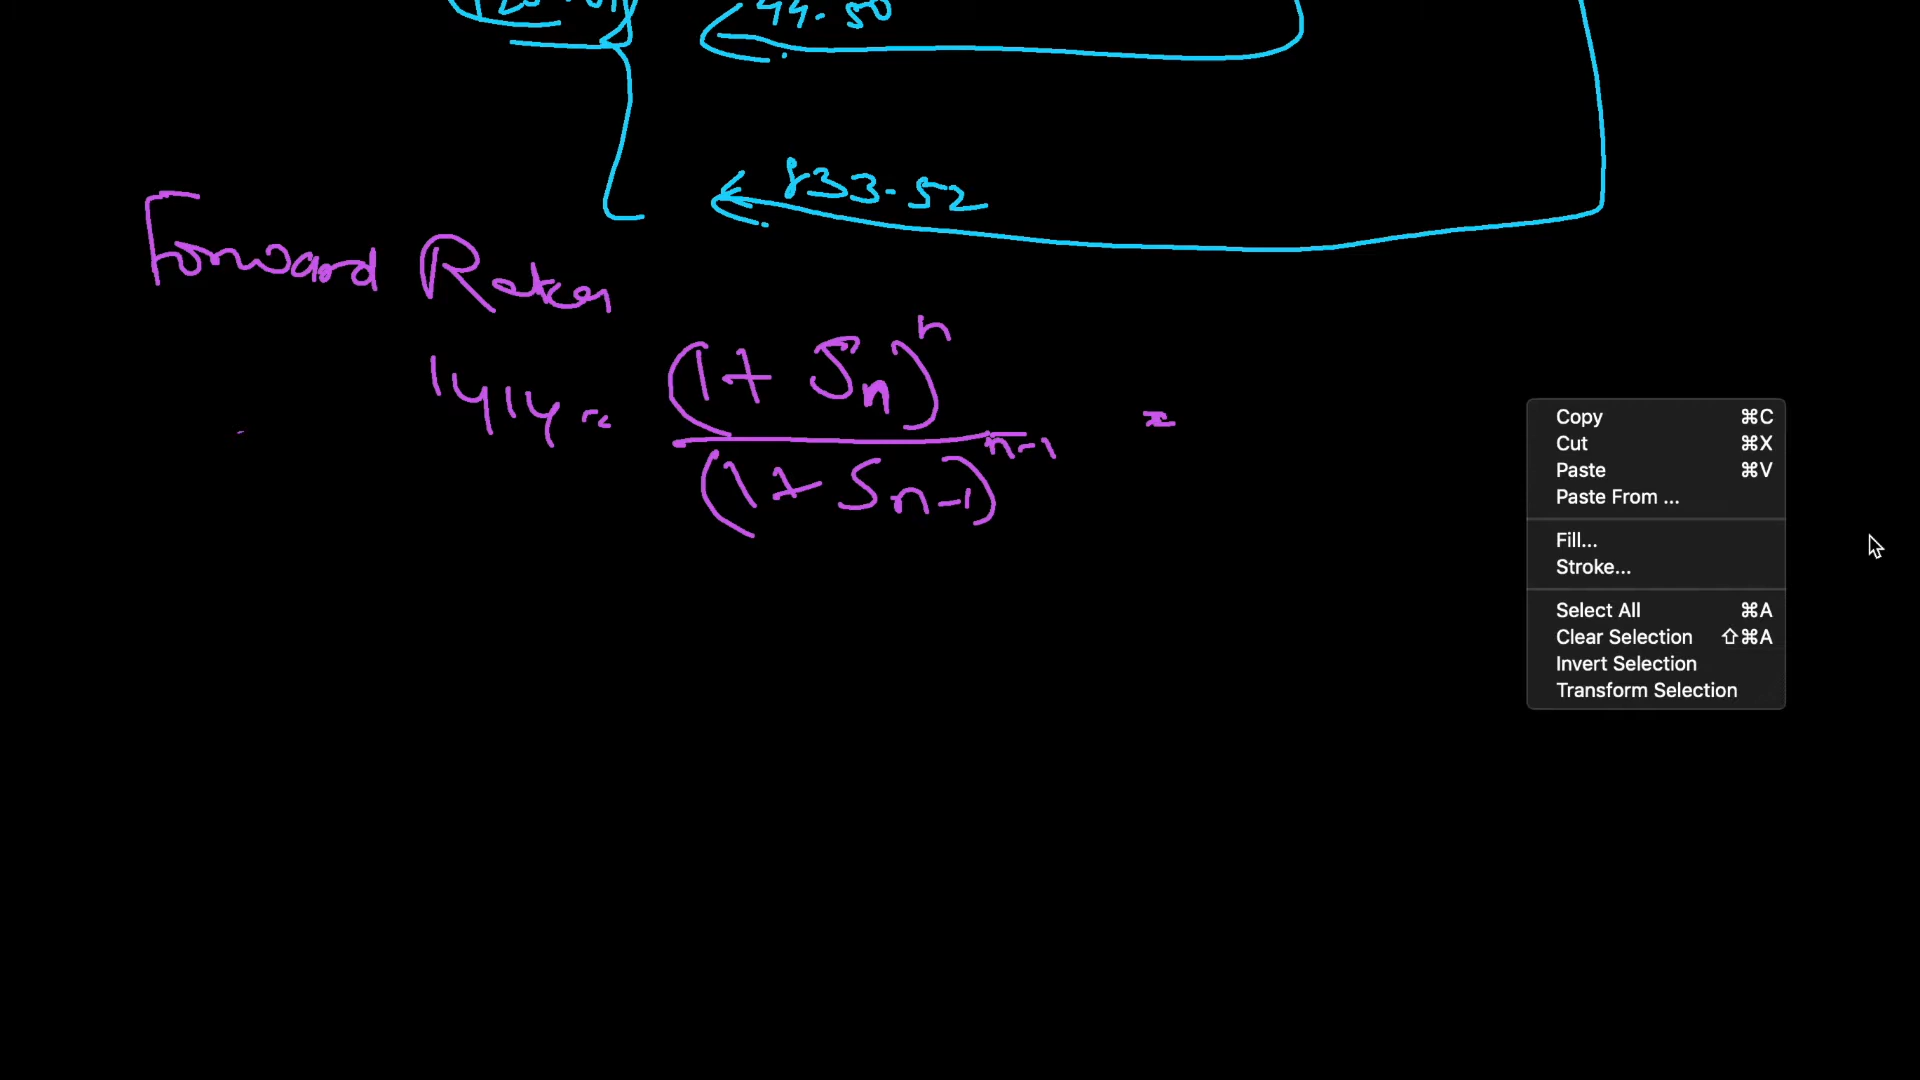 44.50
833-52
Forward Rates
1y1y = (1 + Sn)^n / (1 + Sn-1)^n-1 =
Copy ⌘C
Cut ⌘X
Paste ⌘V
Paste From ...
Fill...
Stroke...
Select All ⌘A
Clear Selection ⇧⌘A
Invert Selection
Transform Selection